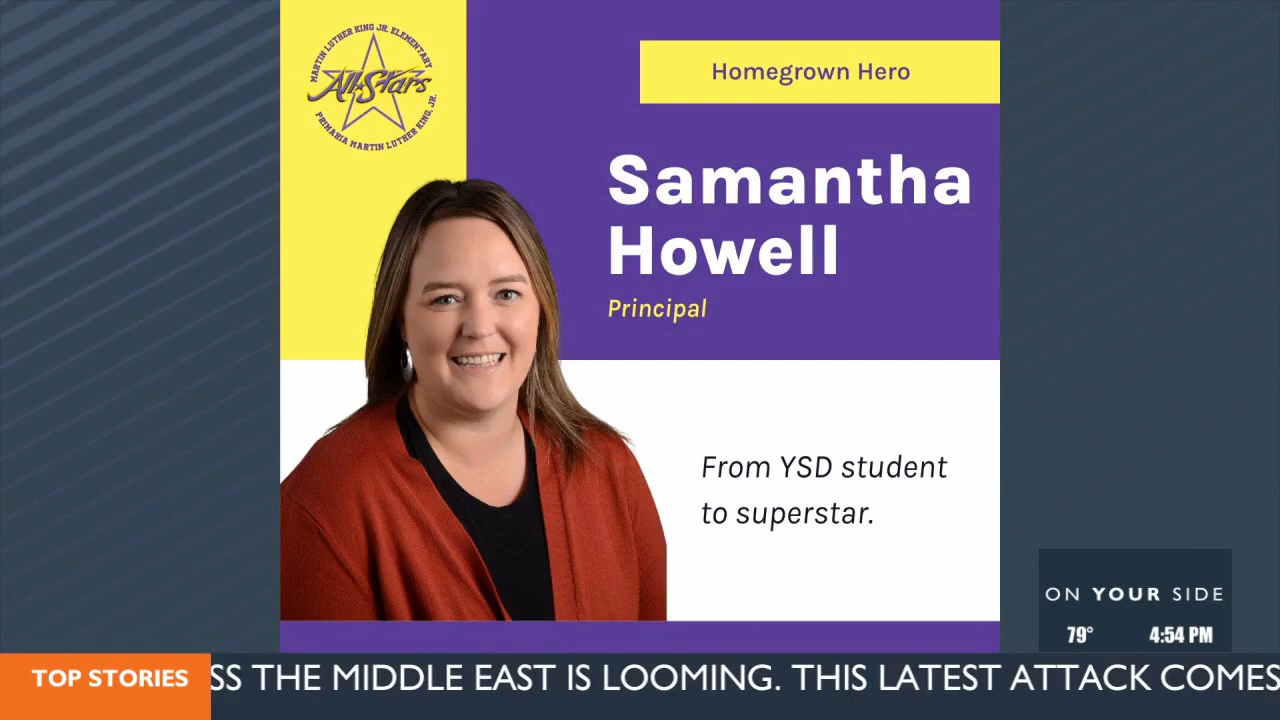 MARTIN LUTHER KING JR. ELEMENTARY
All Stars
PRIMARIA MARTIN LUTHER KING, JR.
Homegrown Hero
Samantha
Howell
Principal
From YSD student
to superstar.
ON YOUR SIDE
79° 4:54 PM
TOP STORIES
SS THE MIDDLE EAST IS LOOMING. THIS LATEST ATTACK COMES